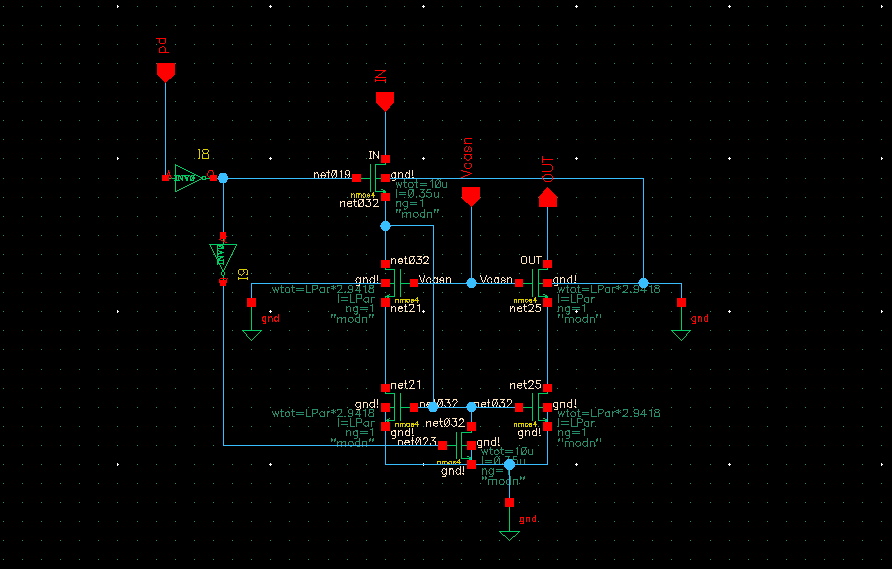 pd
IN
Vcasn
OUT
I8
A
Q
INV0
IN
net019
gnd!
wtot=10u
l=0.35u
ng=1
"modn"
nmos4
net032
I9
net032
gnd!
Vcasn
nmos4
net21
wtot=LPar*2.9418
l=LPar
ng=1
"modn"
gnd
OUT
Vcasn
gnd!
nmos4
net25
wtot=LPar*2.9418
l=LPar
ng=1
"modn"
gnd
net21
gnd!
net032
nmos4
gnd!
wtot=LPar*2.9418
l=LPar
ng=1
"modn"
net25
net032
gnd!
nmos4
gnd!
wtot=LPar*2.9418
l=LPar
ng=1
"modn"
net032
net023
gnd!
nmos4
gnd!
wtot=10u
l=0.35u
ng=1
"modn"
gnd